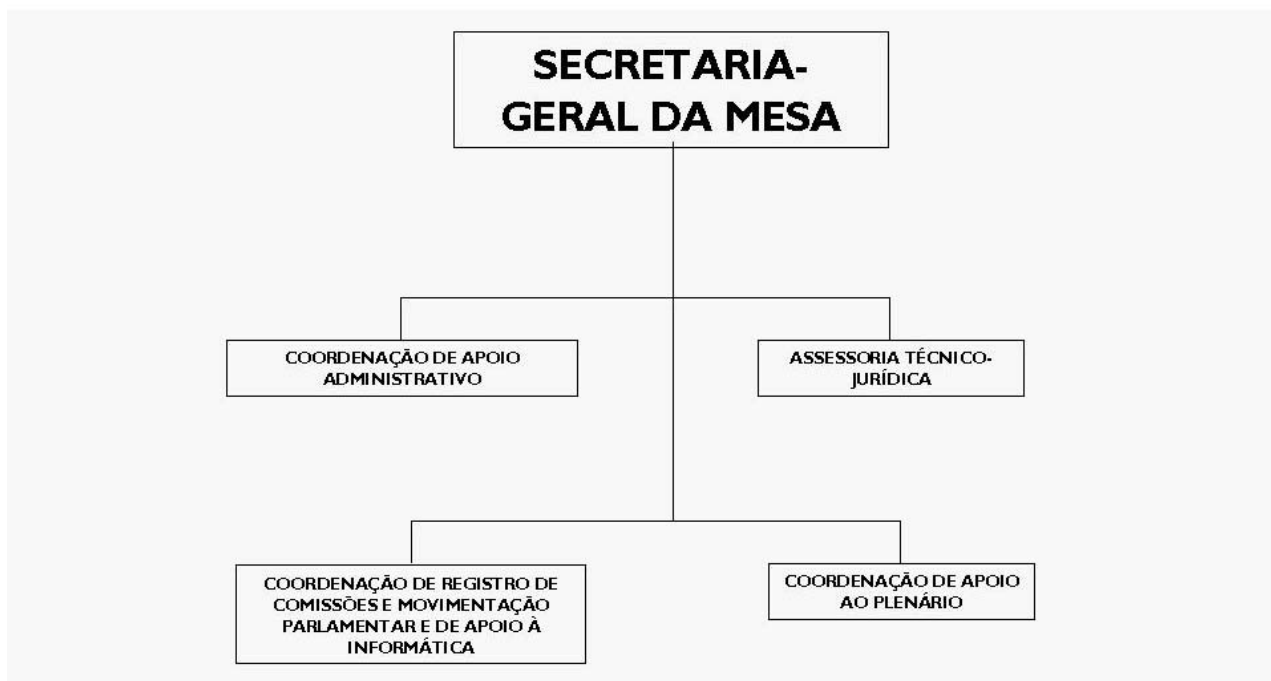 SECRETARIA-
GERAL DA MESA
COORDENAÇÃO DE APOIO
ADMINISTRATIVO
ASSESSORIA TÉCNICO-
JURÍDICA
COORDENAÇÃO DE REGISTRO DE
COMISSÕES E MOVIMENTAÇÃO
PARLAMENTAR E DE APOIO À
INFORMÁTICA
COORDENAÇÃO DE APOIO
AO PLENÁRIO